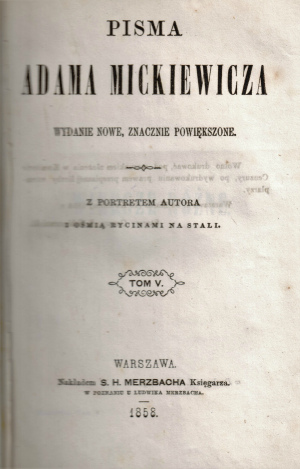 PISMA
ADAMA MICKIEWICZA
WYDANIE NOWE, ZNACZNIE POWIĘKSZONE.
Z PORTRETEM AUTORA
I OŚMIĄ RYCINAMI NA STALI.
TOM V.
WARSZAWA.
Nakładem S. H. MERZBACHA Księgarza.
W POZNANIU U LUDWIKA MERZBACHA.
1858.